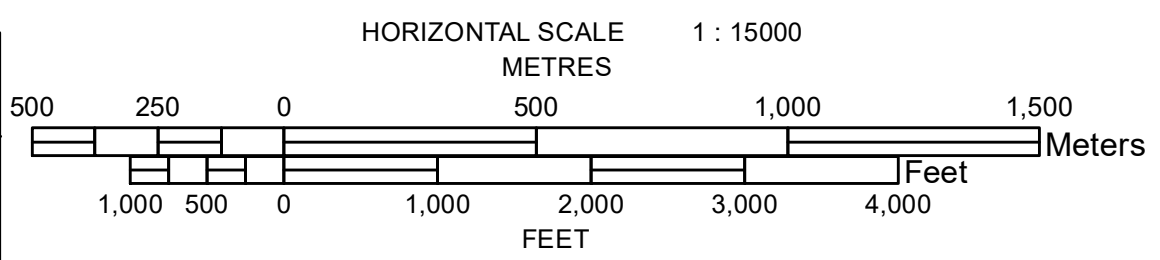 HORIZONTAL SCALE 1 : 15000
METRES
500 250 0 500 1,000 1,500
Meters
Feet
1,000 500 0 1,000 2,000 3,000 4,000
FEET